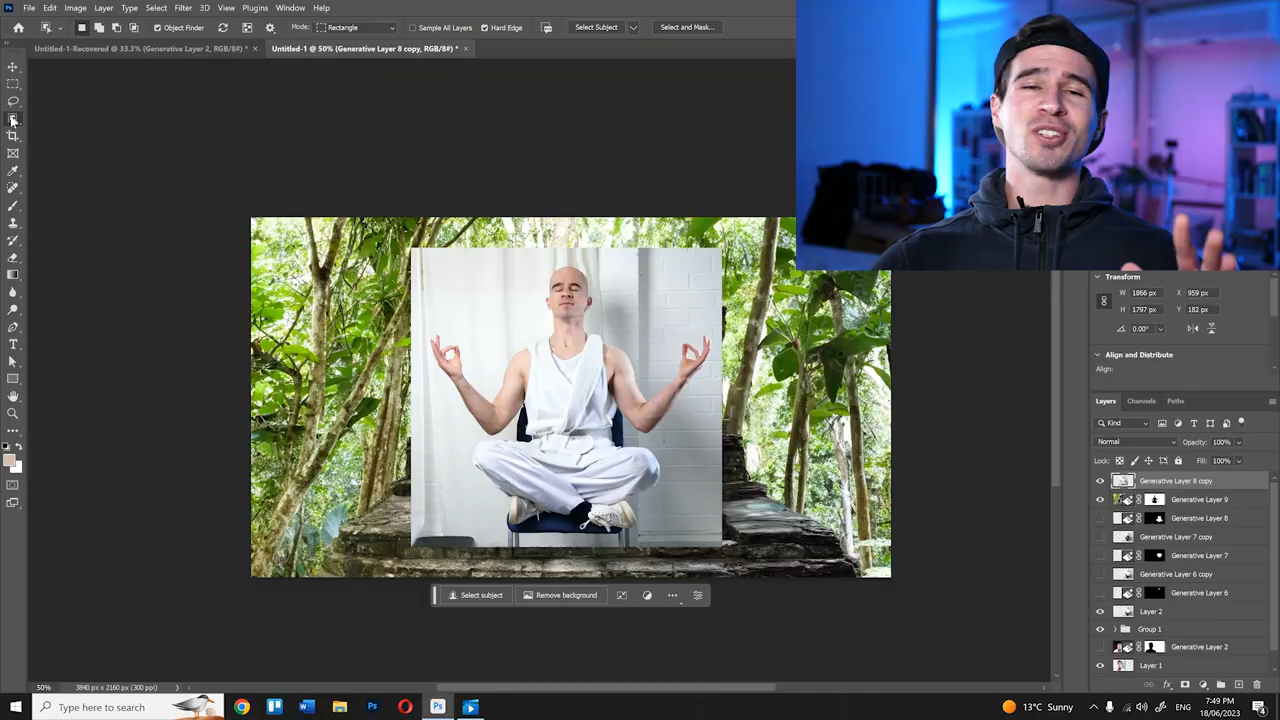 Ps File Edit Image Layer Type Select Filter 3D View Plugins Window Help
Object Finder Mode: Rectangle Sample All Layers Hard Edge Select Subject Select and Mask...
Untitled-1-Recovered @ 33.3% (Generative Layer 2, RGB/8#) * × Untitled-1 @ 50% (Generative Layer 8 copy, RGB/8#) * ×
Transform
W 1866 px X 959 px
H 1797 px Y 182 px
0.00°
Align and Distribute
Align:
Layers Channels Paths
Kind
Normal Opacity: 100%
Lock: Fill: 100%
Generative Layer 8 copy
Generative Layer 9
Generative Layer 8
Generative Layer 7 copy
Generative Layer 7
Generative Layer 6 copy
Generative Layer 6
Layer 2
Group 1
Generative Layer 2
Layer 1
Select subject Remove background
50% 3840 px x 2160 px (300 ppi)
Type here to search
W Ps Ps
13°C Sunny ENG 7:49 PM
18/06/2023